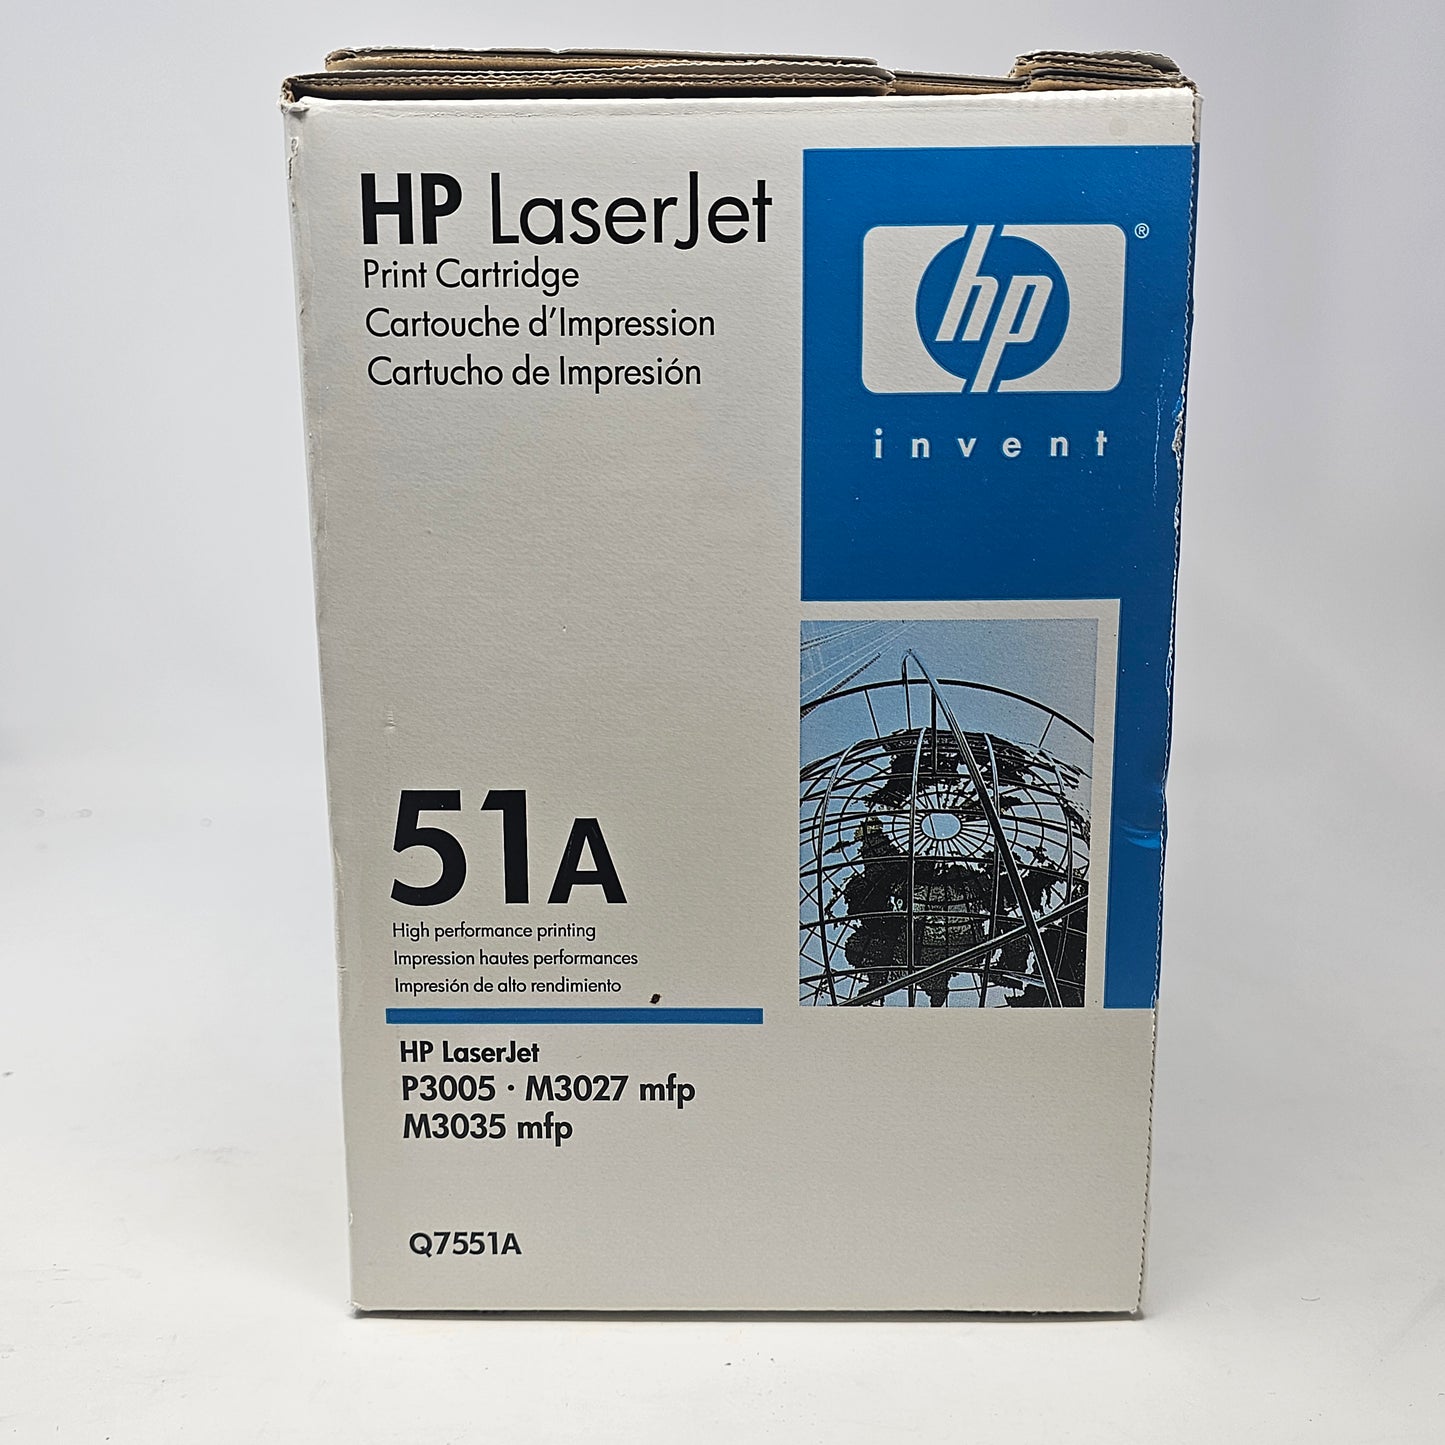 HP LaserJet
Print Cartridge
Cartouche d'Impression
Cartucho de Impresión
hp ®
invent
51A
High performance printing
Impression hautes performances
Impresión de alto rendimiento
HP LaserJet
P3005 · M3027 mfp
M3035 mfp
Q7551A